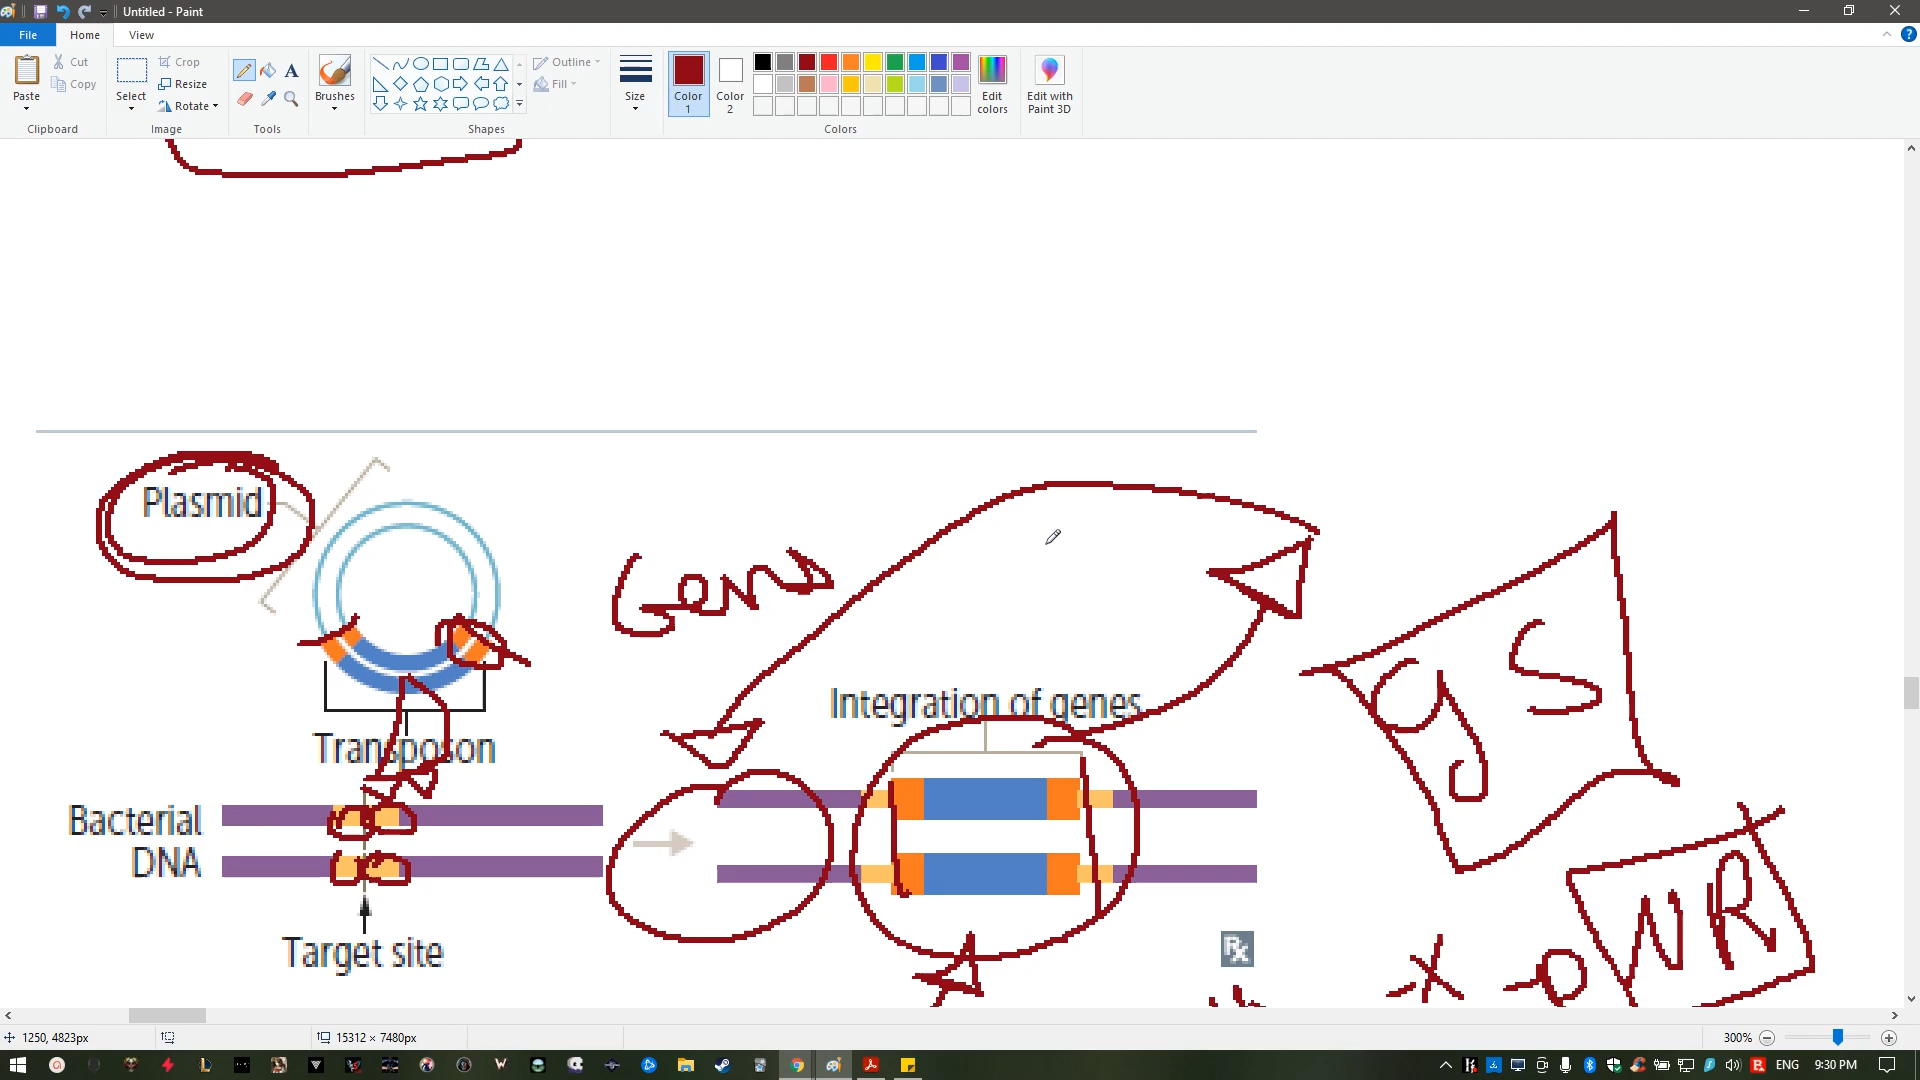 Untitled - Paint
File
Home
View
Paste
Cut
Copy
Clipboard
Select
Crop
Resize
Rotate
Image
A
Tools
Brushes
Outline
Fill
Shapes
Size
Color 1
Color 2
Edit colors
Edit with Paint 3D
Colors
Plasmid
Transposon
Bacterial
DNA
Target site
Integration of genes
Rx
WR
1250, 4823px
15312 × 7480px
300%
ENG
9:30 PM